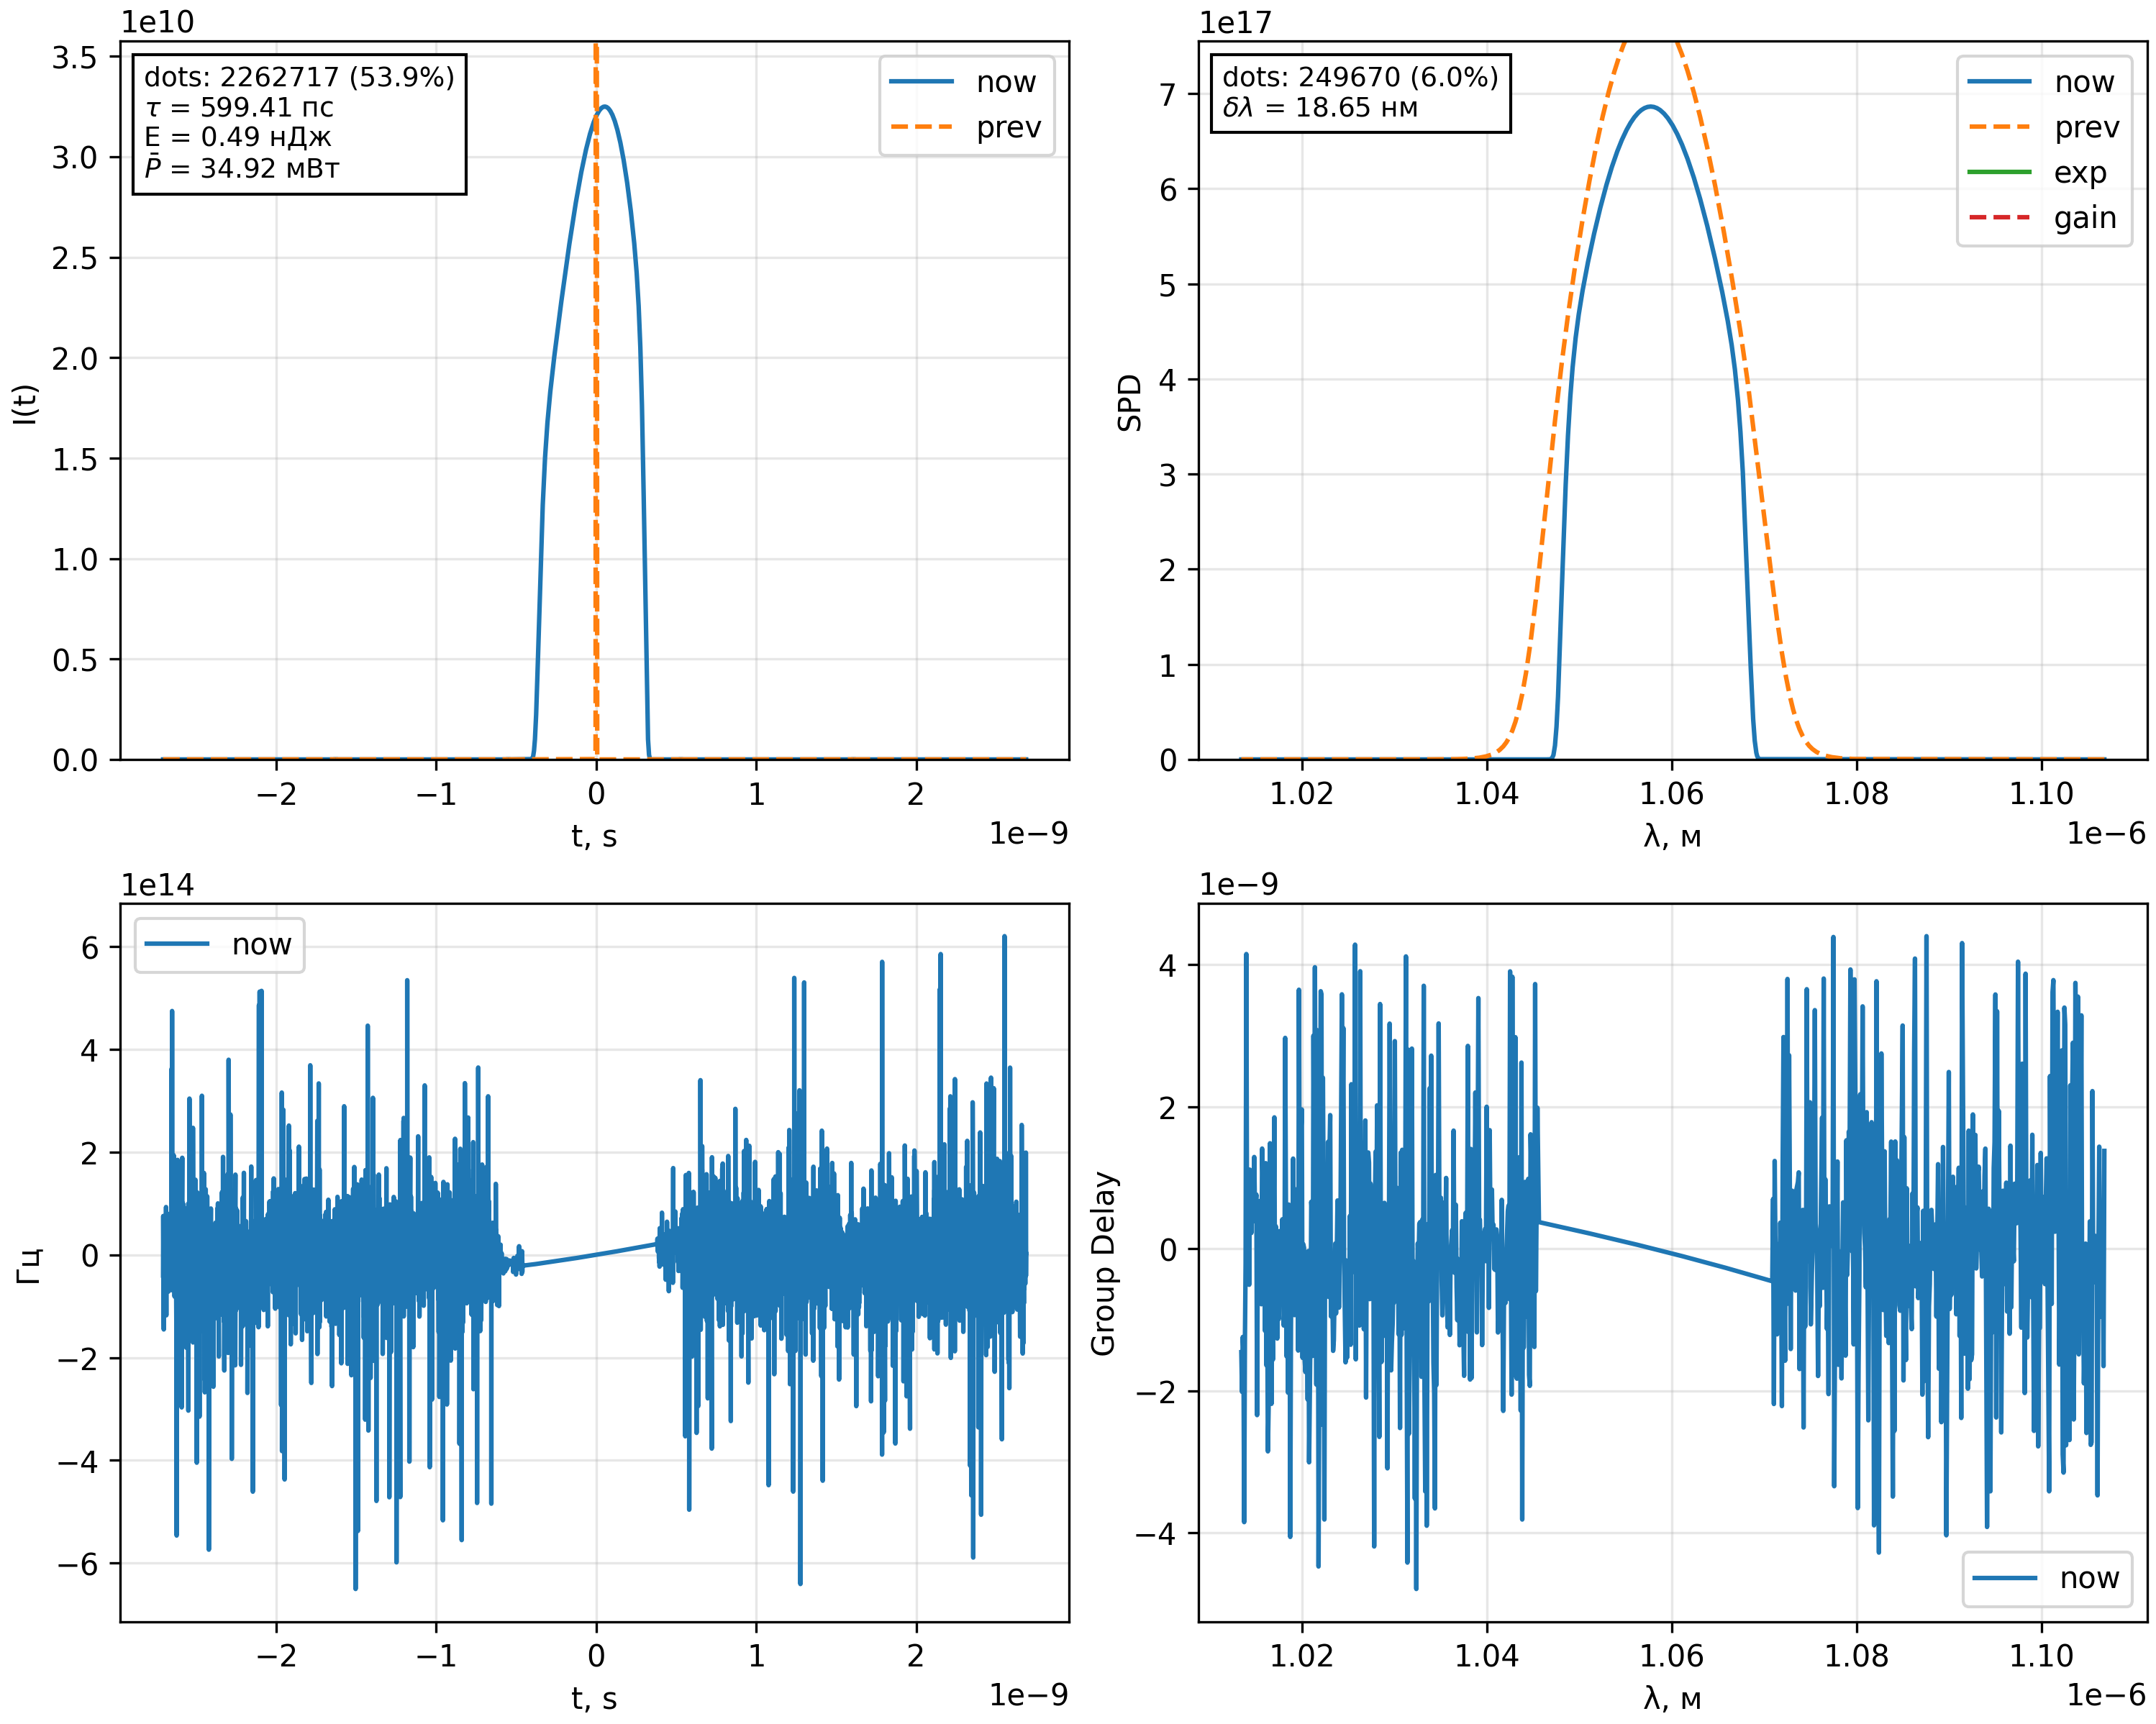 1e10
3.5
3.0
2.5
2.0
1.5
1.0
0.5
0.0
I(t)
dots: 2262717 (53.9%)
τ = 599.41 пс
E = 0.49 нДж
P̄ = 34.92 мВт
now
prev
−2 −1 0 1 2
t, s
1e−9
1e17
7
6
5
4
3
2
1
0
SPD
dots: 249670 (6.0%)
δλ = 18.65 нм
now
prev
exp
gain
1.02 1.04 1.06 1.08 1.10
λ, м
1e−6
1e14
6
4
2
0
−2
−4
−6
Гц
now
−2 −1 0 1 2
t, s
1e−9
1e−9
4
2
0
−2
−4
Group Delay
now
1.02 1.04 1.06 1.08 1.10
λ, м
1e−6